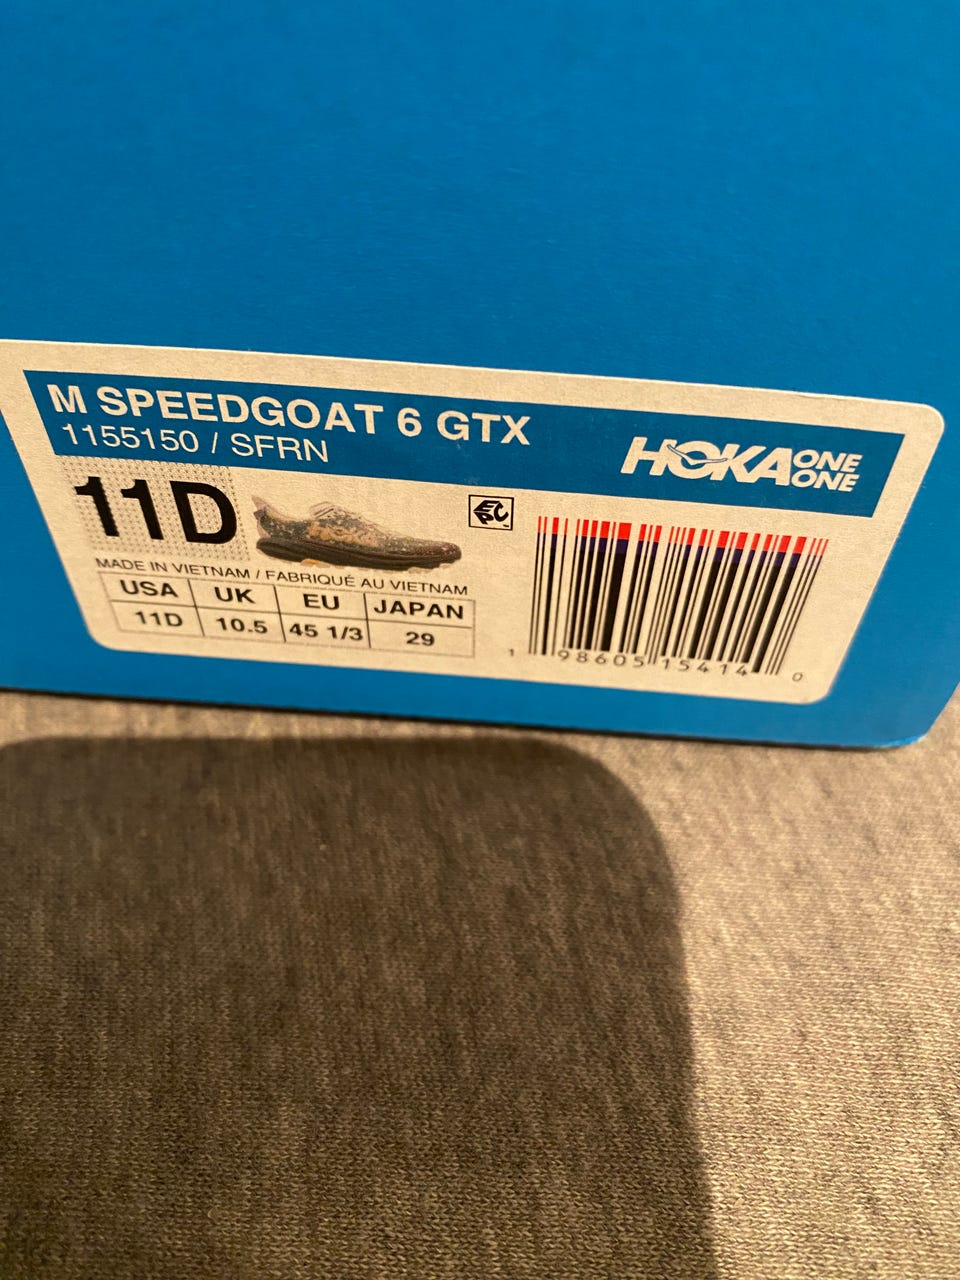 M SPEEDGOAT 6 GTX
1155150 / SFRN
HOKA ONE ONE
11D
EPC
MADE IN VIETNAM / FABRIQUÉ AU VIETNAM
USA UK EU JAPAN
11D 10.5 45 1/3 29
1 98605 15414 0